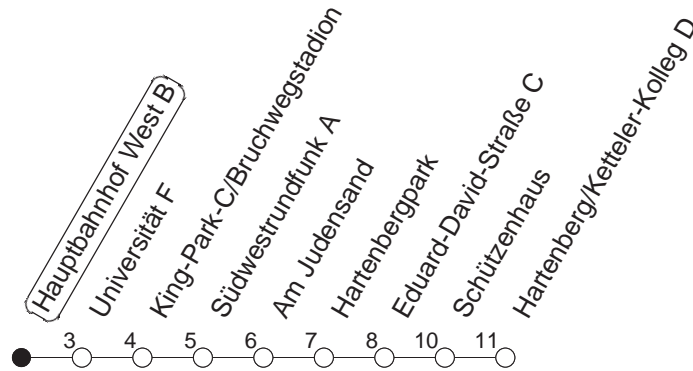 Hauptbahnhof West B
Universität F
King-Park-C/Bruchwegstadion
Südwestrundfunk A
Am Judensand
Hartenbergpark
Eduard-David-Straße C
Schützenhaus
Hartenberg/Ketteler-Kolleg D
3 4 5 6 7 8 10 11